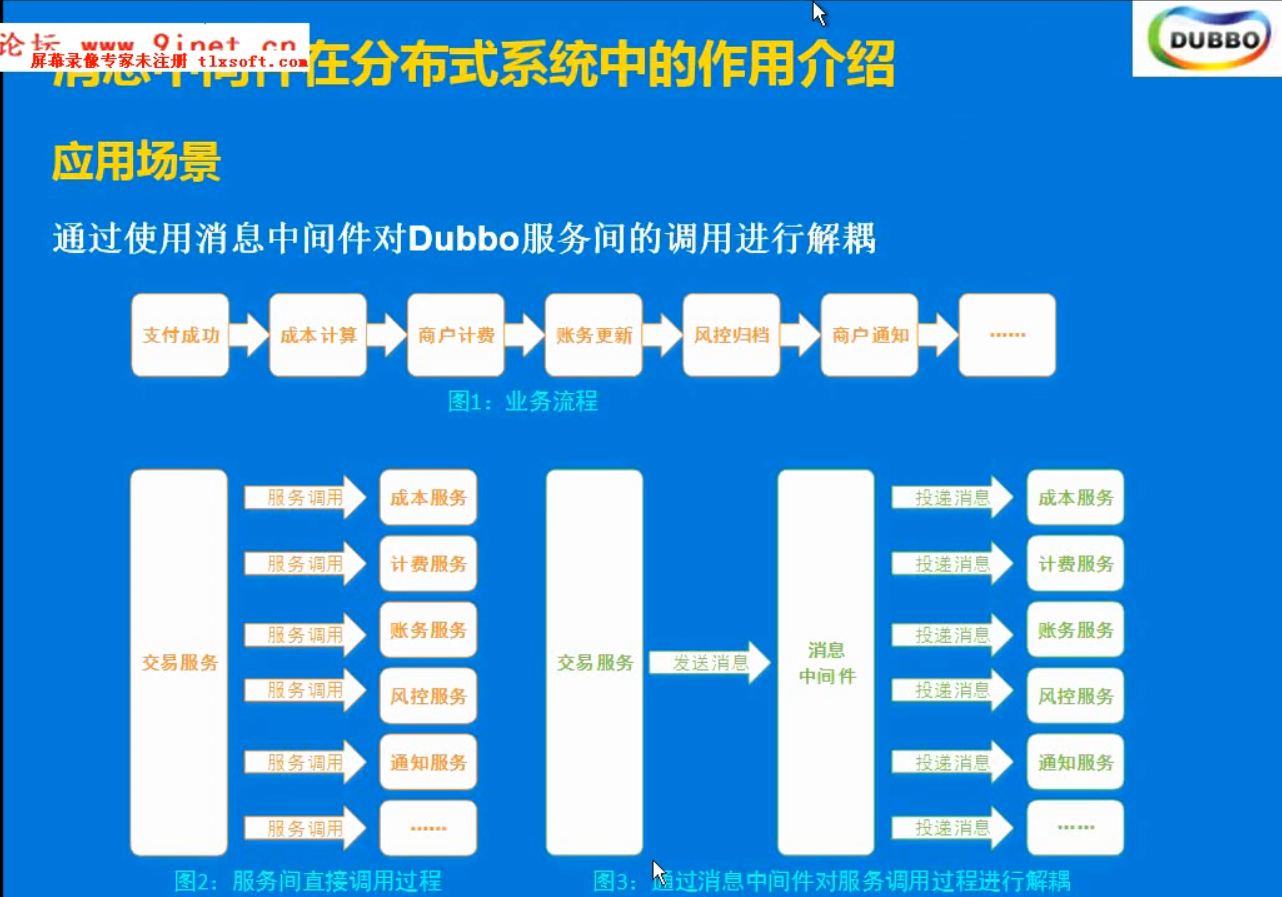 论坛 www.9inet.cn
屏幕录像专家未注册 tlxsoft.com
DUBBO
消息中间件在分布式系统中的作用介绍
应用场景
通过使用消息中间件对Dubbo服务间的调用进行解耦
支付成功 成本计算 商户计费 账务更新 风控归档 商户通知 ······
图1：业务流程
交易服务
服务调用 成本服务
服务调用 计费服务
服务调用 账务服务
服务调用 风控服务
服务调用 通知服务
服务调用 ······
图2：服务间直接调用过程
交易服务
发送消息
消息
中间件
投递消息 成本服务
投递消息 计费服务
投递消息 账务服务
投递消息 风控服务
投递消息 通知服务
投递消息 ······
图3：通过消息中间件对服务调用过程进行解耦